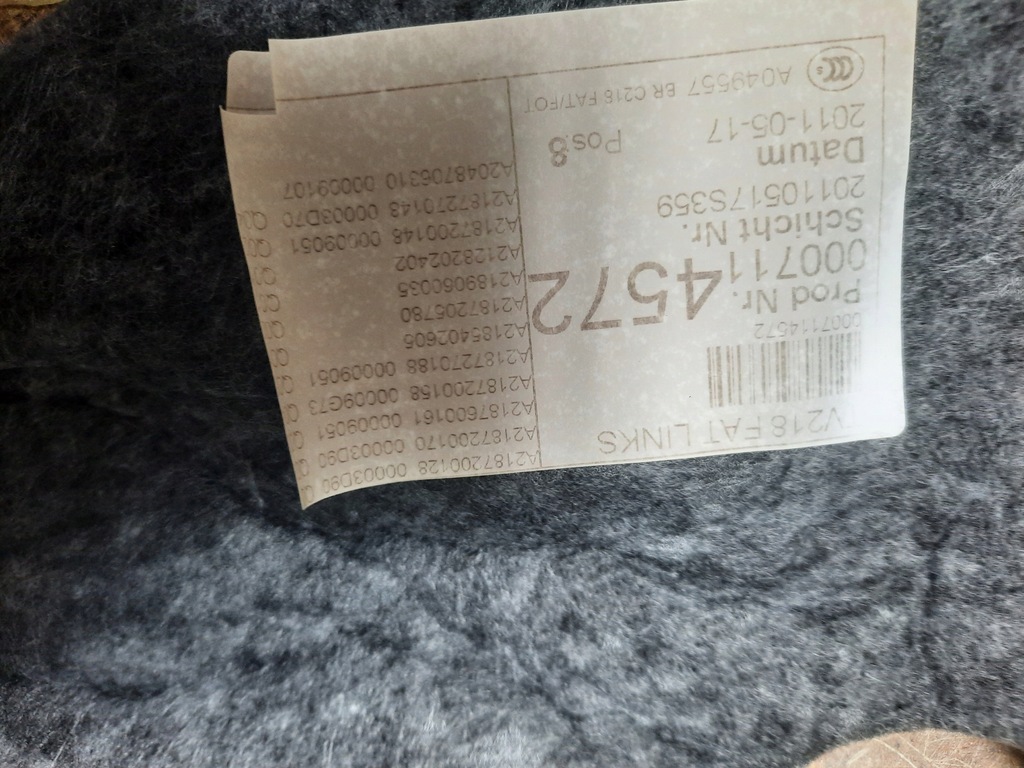 V218 FAT LINKS
0007114572
Prod Nr.
0007114572
Schicht Nr.
20110517S359
Datum Pos.8
2011-05-17
A049557 BR C218 FAT/FOT
CCC
A2187200128 00003D90
A2187200170 00003D90
A2187600161 00009051
A2187200158 00009G73
A2187270188 00009051
A2185402605
A2187205780
A2189060035
A2128202402
A2187200148 00009051
A2187270148 00003D70
A2048706310 00009107